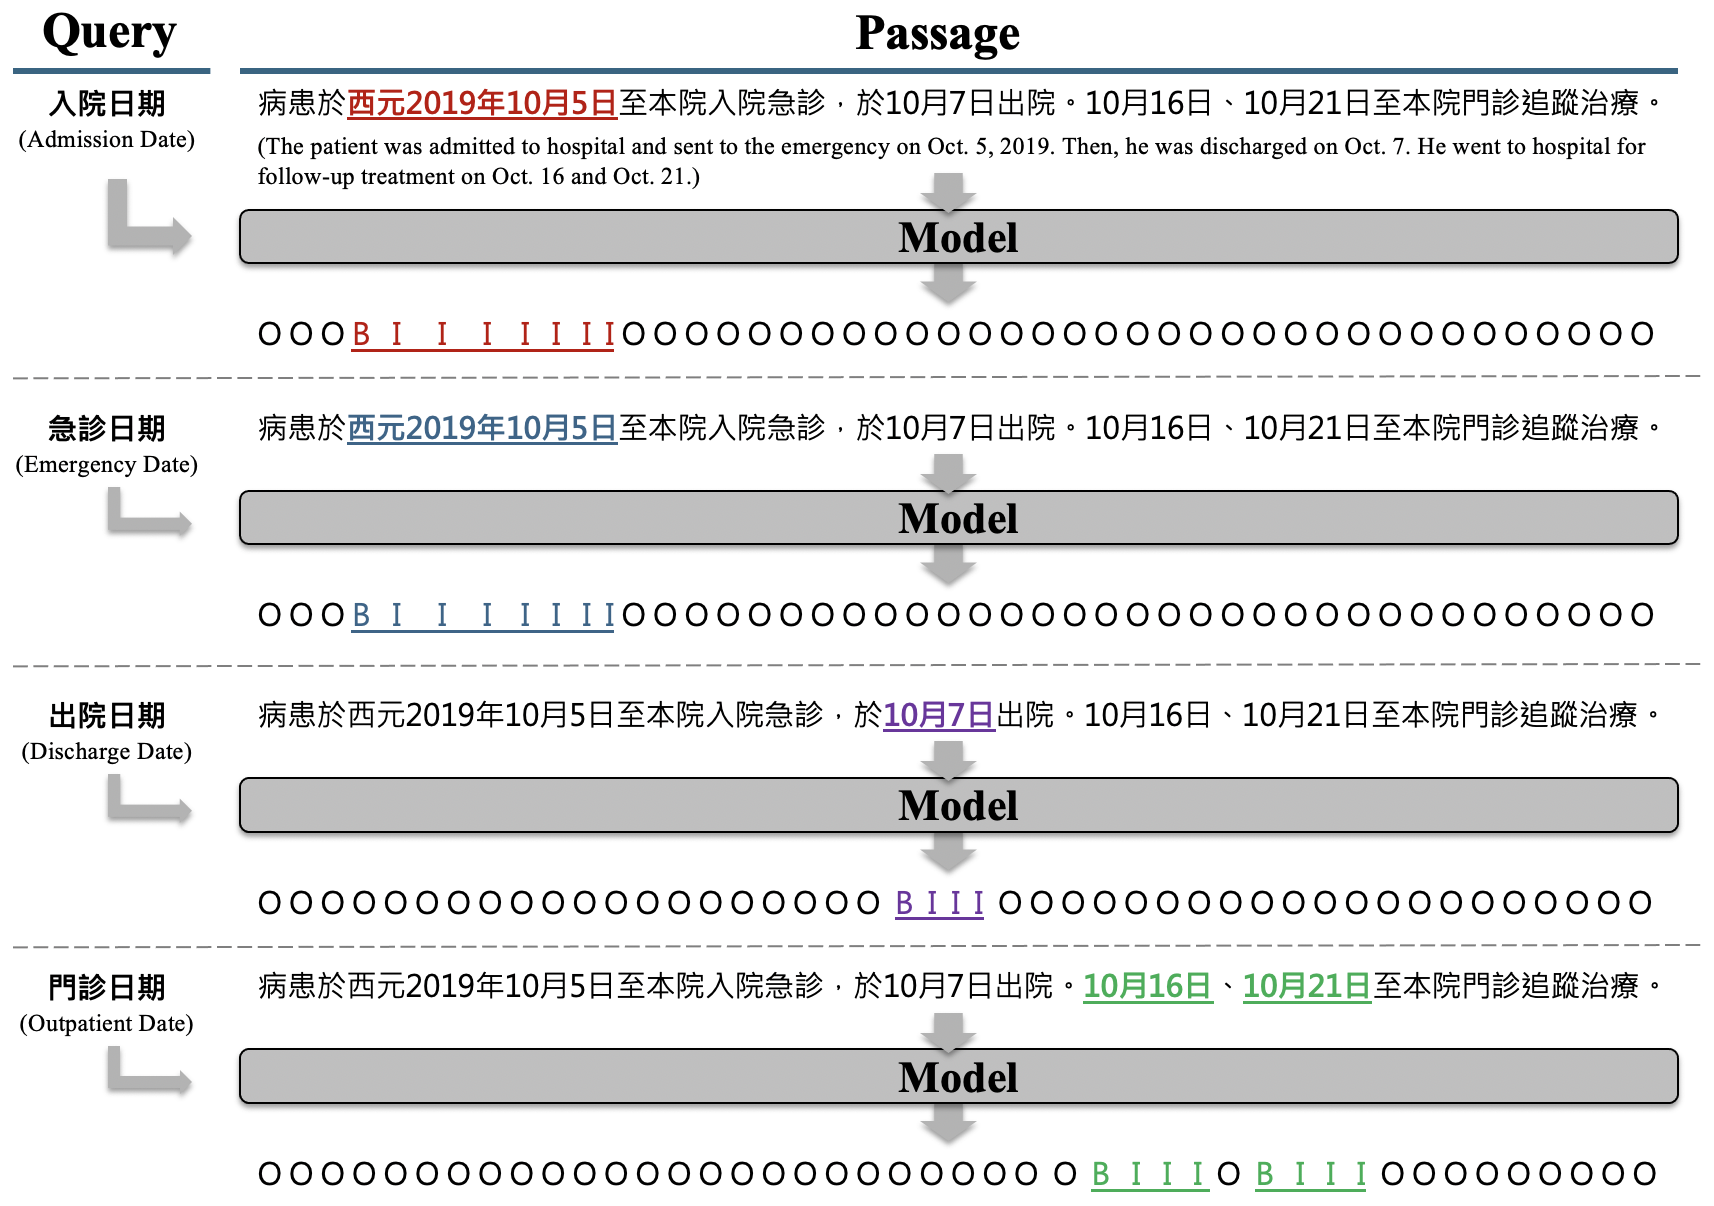 Query
Passage
入院日期
(Admission Date)
病患於西元2019年10月5日至本院入院急診，於10月7日出院。10月16日、10月21日至本院門診追蹤治療。
(The patient was admitted to hospital and sent to the emergency on Oct. 5, 2019. Then, he was discharged on Oct. 7. He went to hospital for
follow-up treatment on Oct. 16 and Oct. 21.)
Model
O O O B I I I I I I I O O O O O O O O O O O O O O O O O O O O O O O O O O O O O O O O O
急診日期
(Emergency Date)
病患於西元2019年10月5日至本院入院急診，於10月7日出院。10月16日、10月21日至本院門診追蹤治療。
Model
O O O B I I I I I I I O O O O O O O O O O O O O O O O O O O O O O O O O O O O O O O O O
出院日期
(Discharge Date)
病患於西元2019年10月5日至本院入院急診，於10月7日出院。10月16日、10月21日至本院門診追蹤治療。
Model
O O O O O O O O O O O O O O O O O O O O B I I I O O O O O O O O O O O O O O O O O O O O O
門診日期
(Outpatient Date)
病患於西元2019年10月5日至本院入院急診，於10月7日出院。10月16日、10月21日至本院門診追蹤治療。
Model
O O O O O O O O O O O O O O O O O O O O O O O O O O B I I I O B I I I O O O O O O O O O